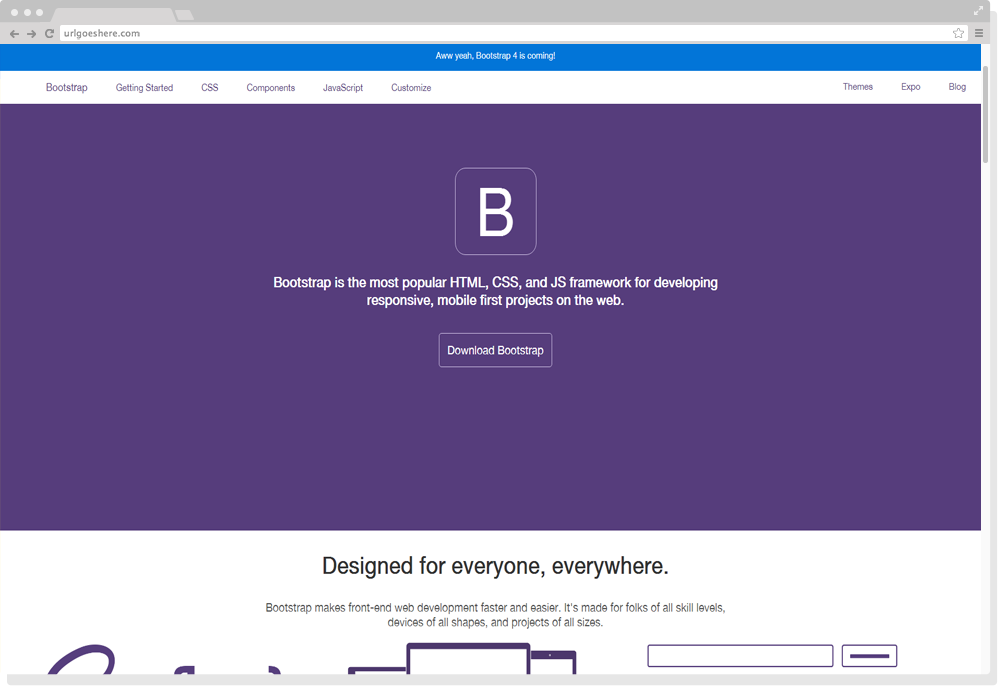 urlgoeshere.com
Aww yeah, Bootstrap 4 is coming!
Bootstrap Getting Started CSS Components JavaScript Customize Themes Expo Blog
B
Bootstrap is the most popular HTML, CSS, and JS framework for developing
responsive, mobile first projects on the web.
Download Bootstrap
Designed for everyone, everywhere.
Bootstrap makes front-end web development faster and easier. It's made for folks of all skill levels,
devices of all shapes, and projects of all sizes.